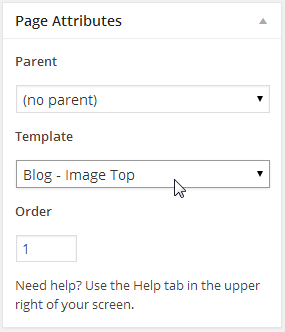 Page Attributes
Parent
(no parent)
Template
Blog - Image Top
Order
1
Need help? Use the Help tab in the upper
right of your screen.